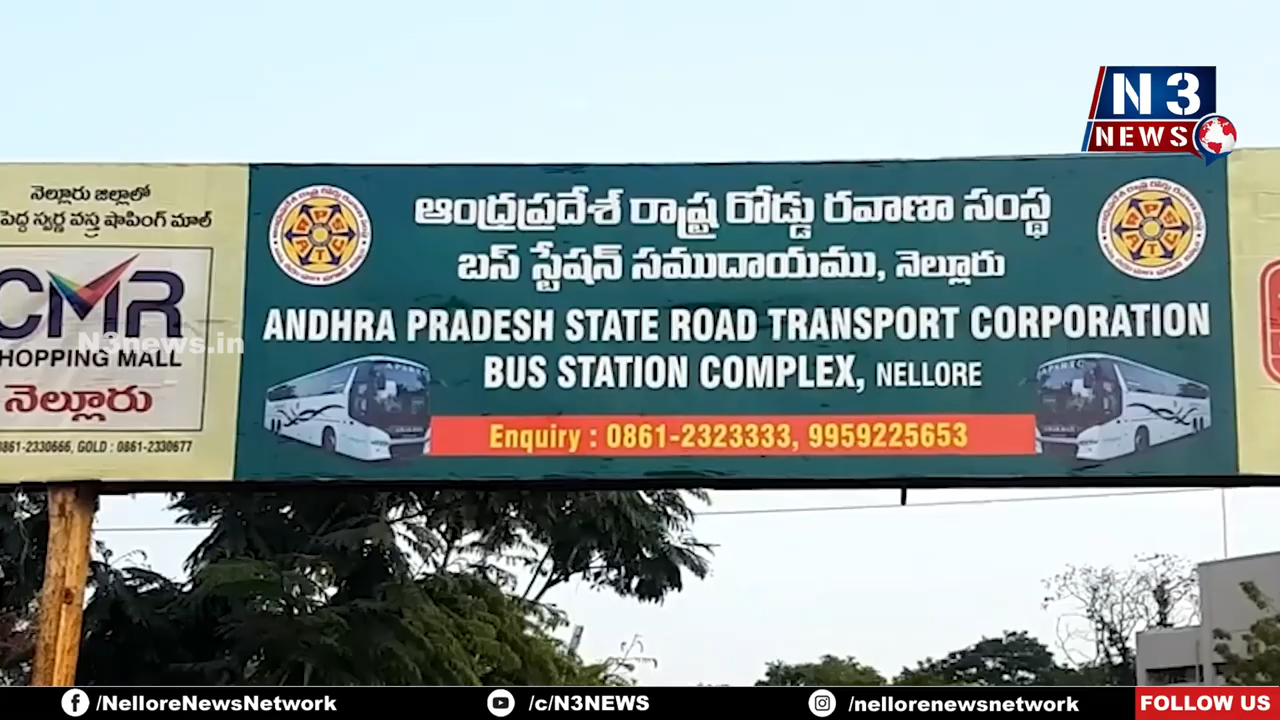 N3
NEWS
నెల్లూరు జిల్లాలో
స్వర్ణ వస్త్ర షాపింగ్ మాల్
CMR
SHOPPING MALL
నెల్లూరు
0861-2330666, GOLD : 0861-2330677
N3news.in
ఆంధ్రప్రదేశ్ రాష్ట్ర రోడ్డు రవాణా సంస్థ
బస్ స్టేషన్ సముదాయము, నెల్లూరు
ANDHRA PRADESH STATE ROAD TRANSPORT CORPORATION
BUS STATION COMPLEX, NELLORE
Enquiry : 0861-2323333, 9959225653
/NelloreNewsNetwork
/c/N3NEWS
/nellorenewsnetwork
FOLLOW US